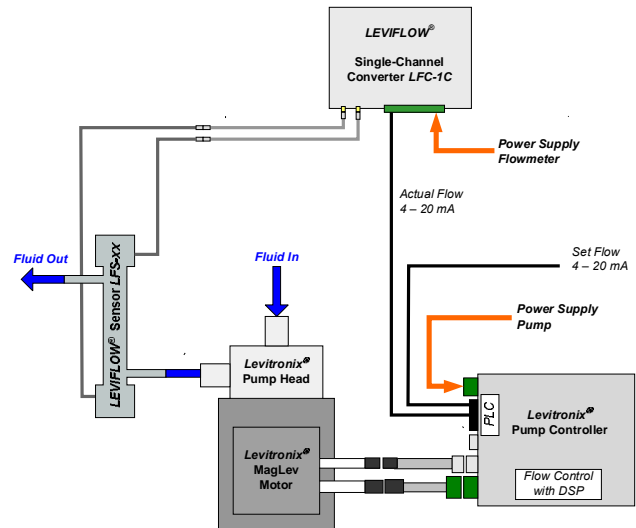 LEVIFLOW®
Single-Channel
Converter LFC-1C
Power Supply
Flowmeter
Actual Flow
4 – 20 mA
Set Flow
4 – 20 mA
Fluid Out
Fluid In
LEVIFLOW® Sensor LFS-XX
Power Supply
Pump
Levitronix®
Pump Head
PLC
Levitronix®
Pump Controller
Levitronix®
MagLev
Motor
Flow Control
with DSP